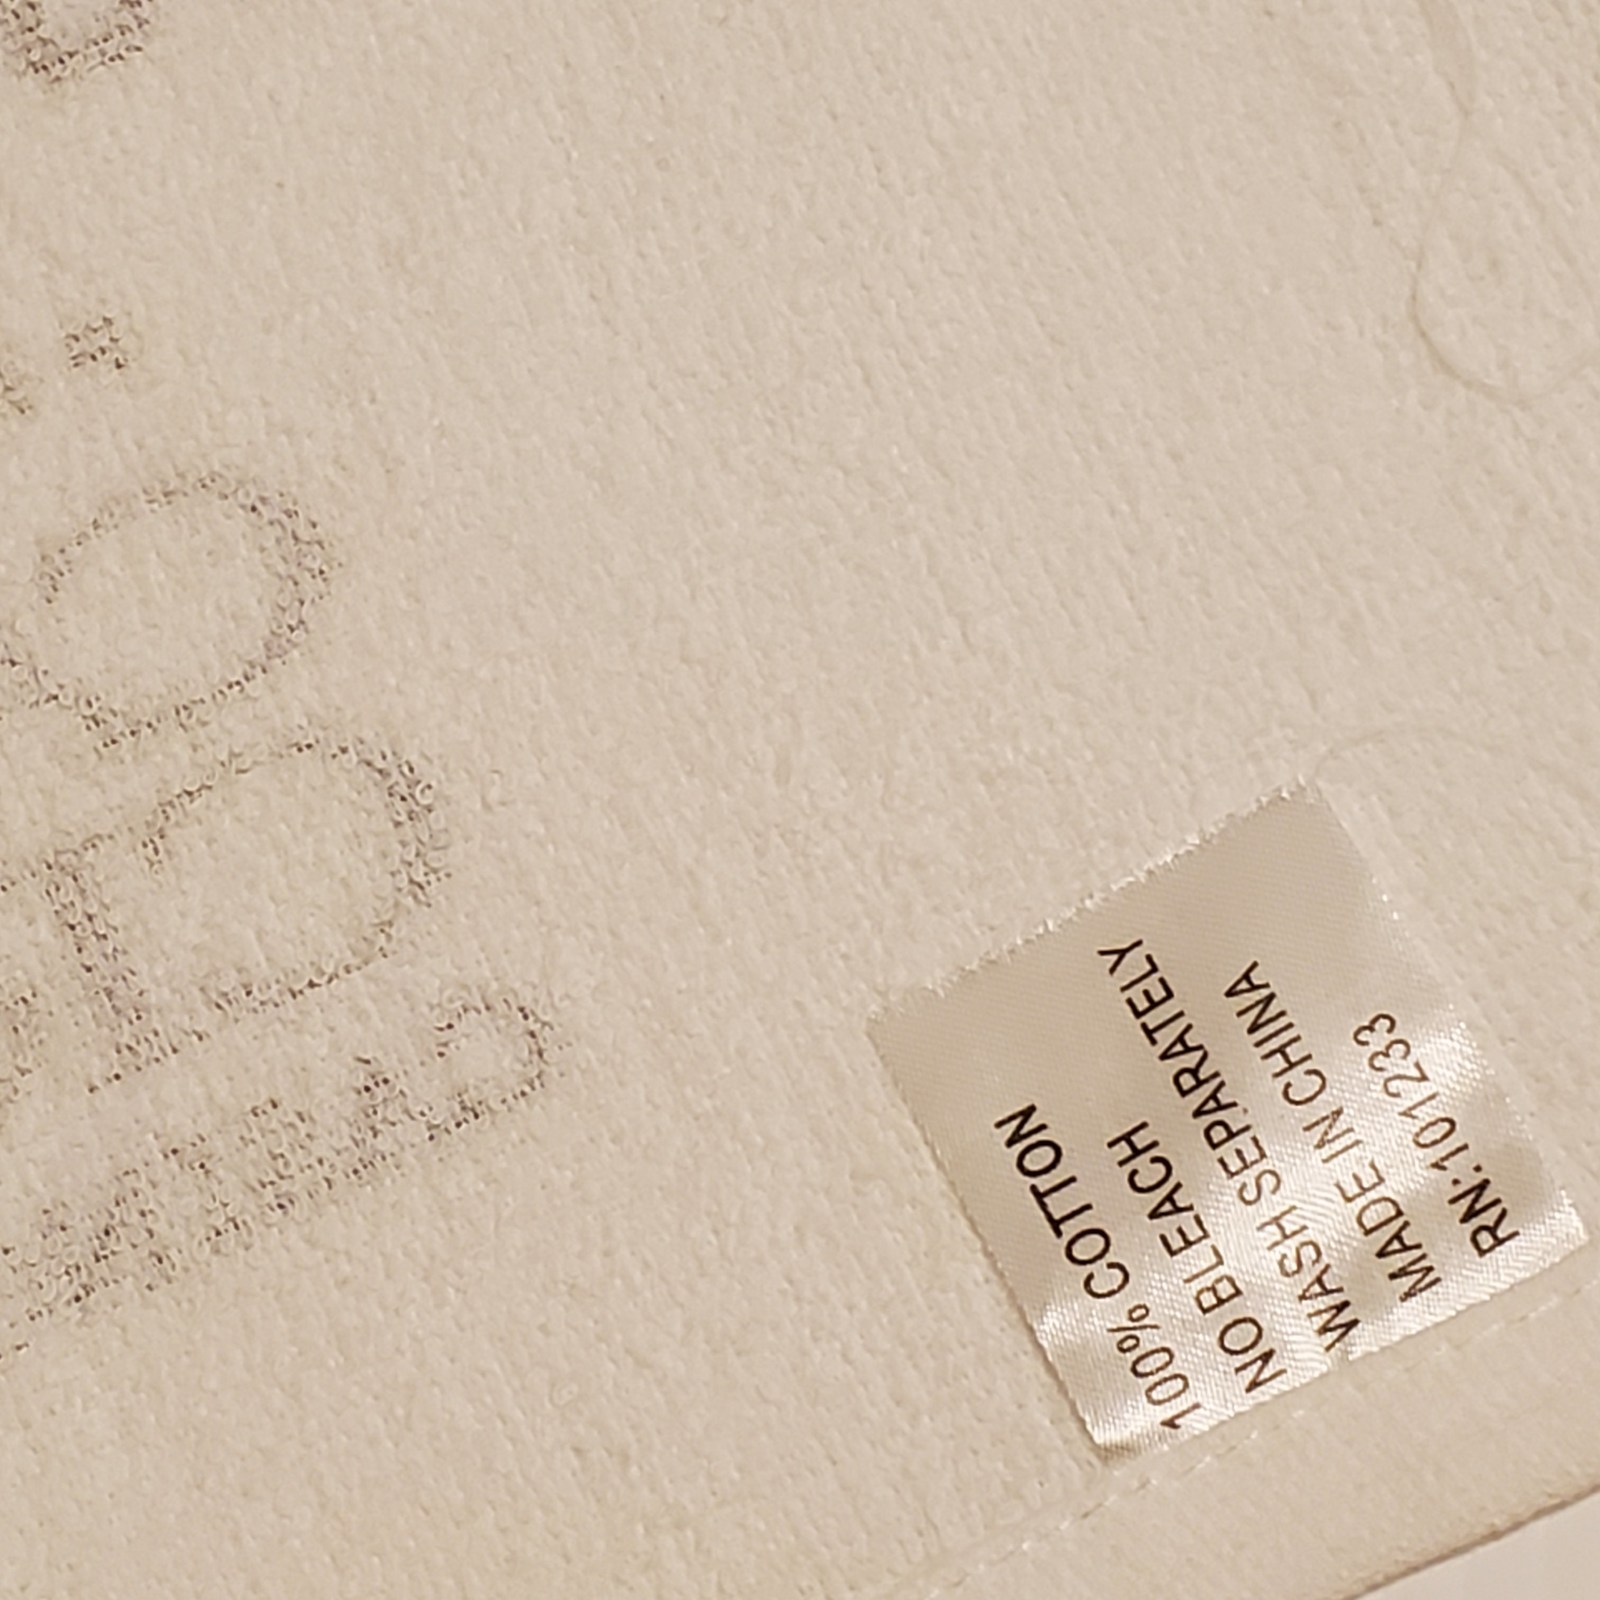 100% COTTON
NO BLEACH
WASH SEPARATELY
MADE IN CHINA
RN:101233